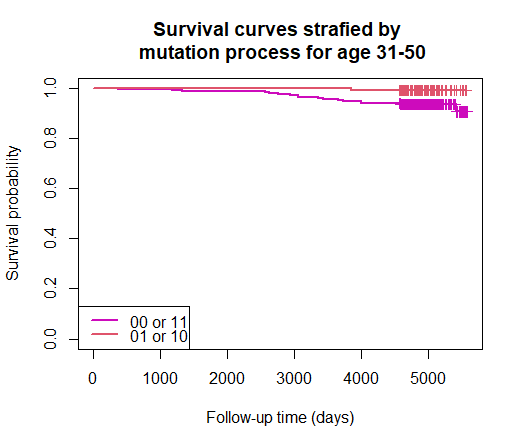 Survival curves strafied by
mutation process for age 31-50
Survival probability
1.0
0.8
0.6
0.4
0.2
0.0
00 or 11
01 or 10
0 1000 2000 3000 4000 5000
Follow-up time (days)